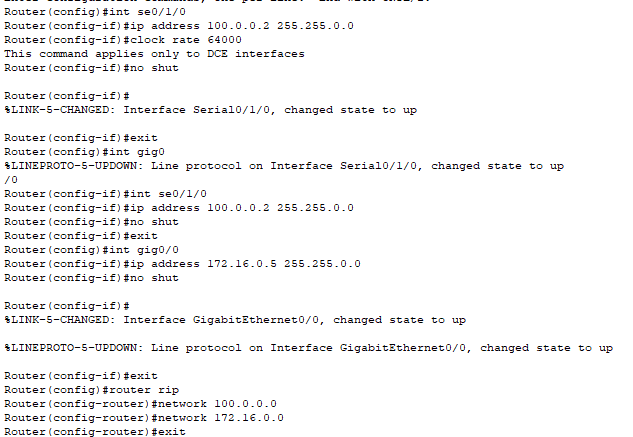 Router(config)#int se0/1/0
Router(config-if)#ip address 100.0.0.2 255.255.0.0
Router(config-if)#clock rate 64000
This command applies only to DCE interfaces
Router(config-if)#no shut
Router(config-if)#
%LINK-5-CHANGED: Interface Serial0/1/0, changed state to up
Router(config-if)#exit
Router(config)#int gig0
%LINEPROTO-5-UPDOWN: Line protocol on Interface Serial0/1/0, changed state to up
/0
Router(config-if)#int se0/1/0
Router(config-if)#ip address 100.0.0.2 255.255.0.0
Router(config-if)#no shut
Router(config-if)#exit
Router(config)#int gig0/0
Router(config-if)#ip address 172.16.0.5 255.255.0.0
Router(config-if)#no shut
Router(config-if)#
%LINK-5-CHANGED: Interface GigabitEthernet0/0, changed state to up
%LINEPROTO-5-UPDOWN: Line protocol on Interface GigabitEthernet0/0, changed state to up
Router(config-if)#exit
Router(config)#router rip
Router(config-router)#network 100.0.0.0
Router(config-router)#network 172.16.0.0
Router(config-router)#exit